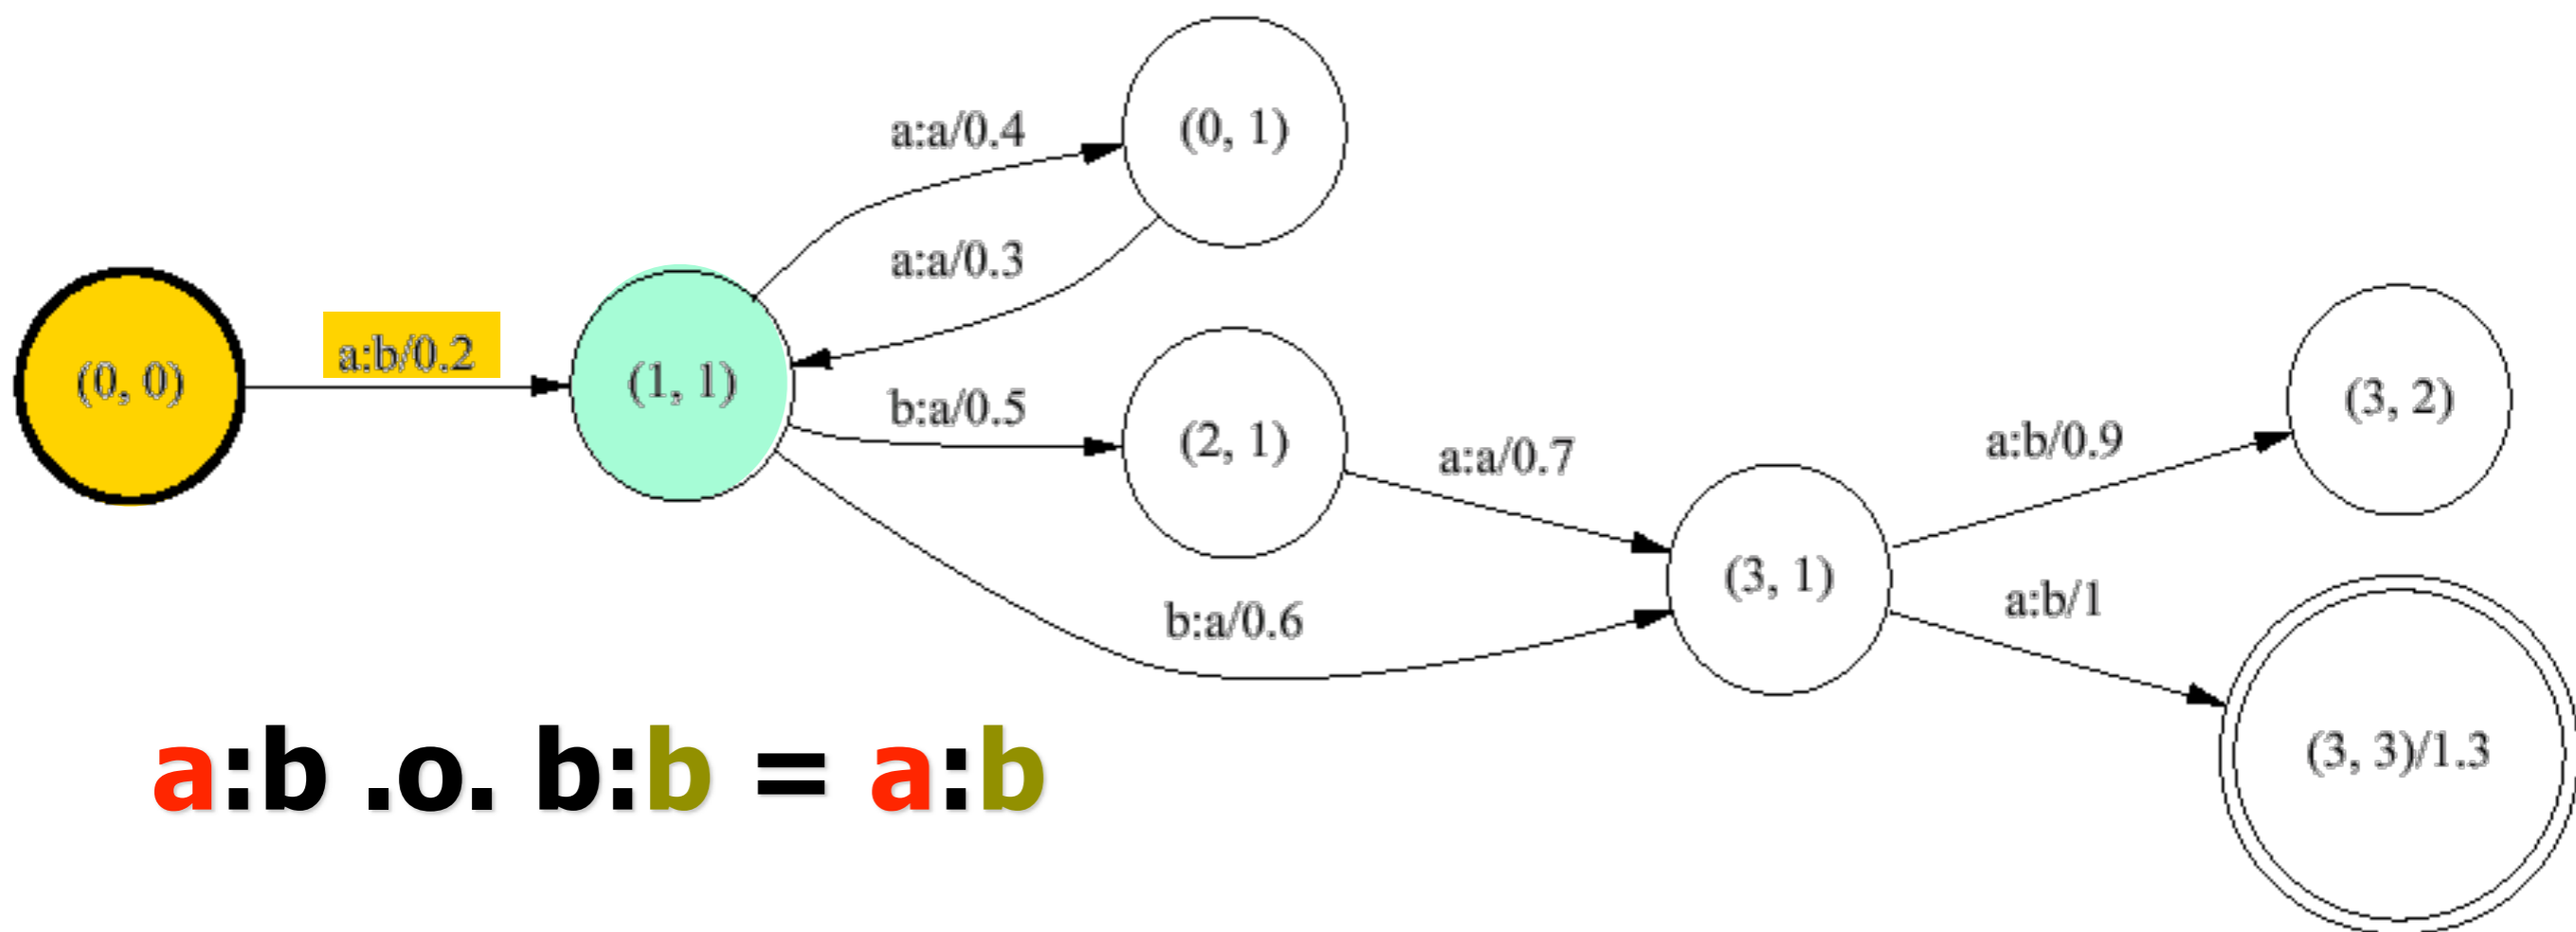 a:a/0.4
(0, 1)
a:a/0.3
(0, 0)
a:b/0.2
(1, 1)
b:a/0.5
(2, 1)
a:a/0.7
b:a/0.6
(3, 1)
a:b/0.9
(3, 2)
a:b/1
(3, 3)/1.3
a:b .o. b:b = a:b